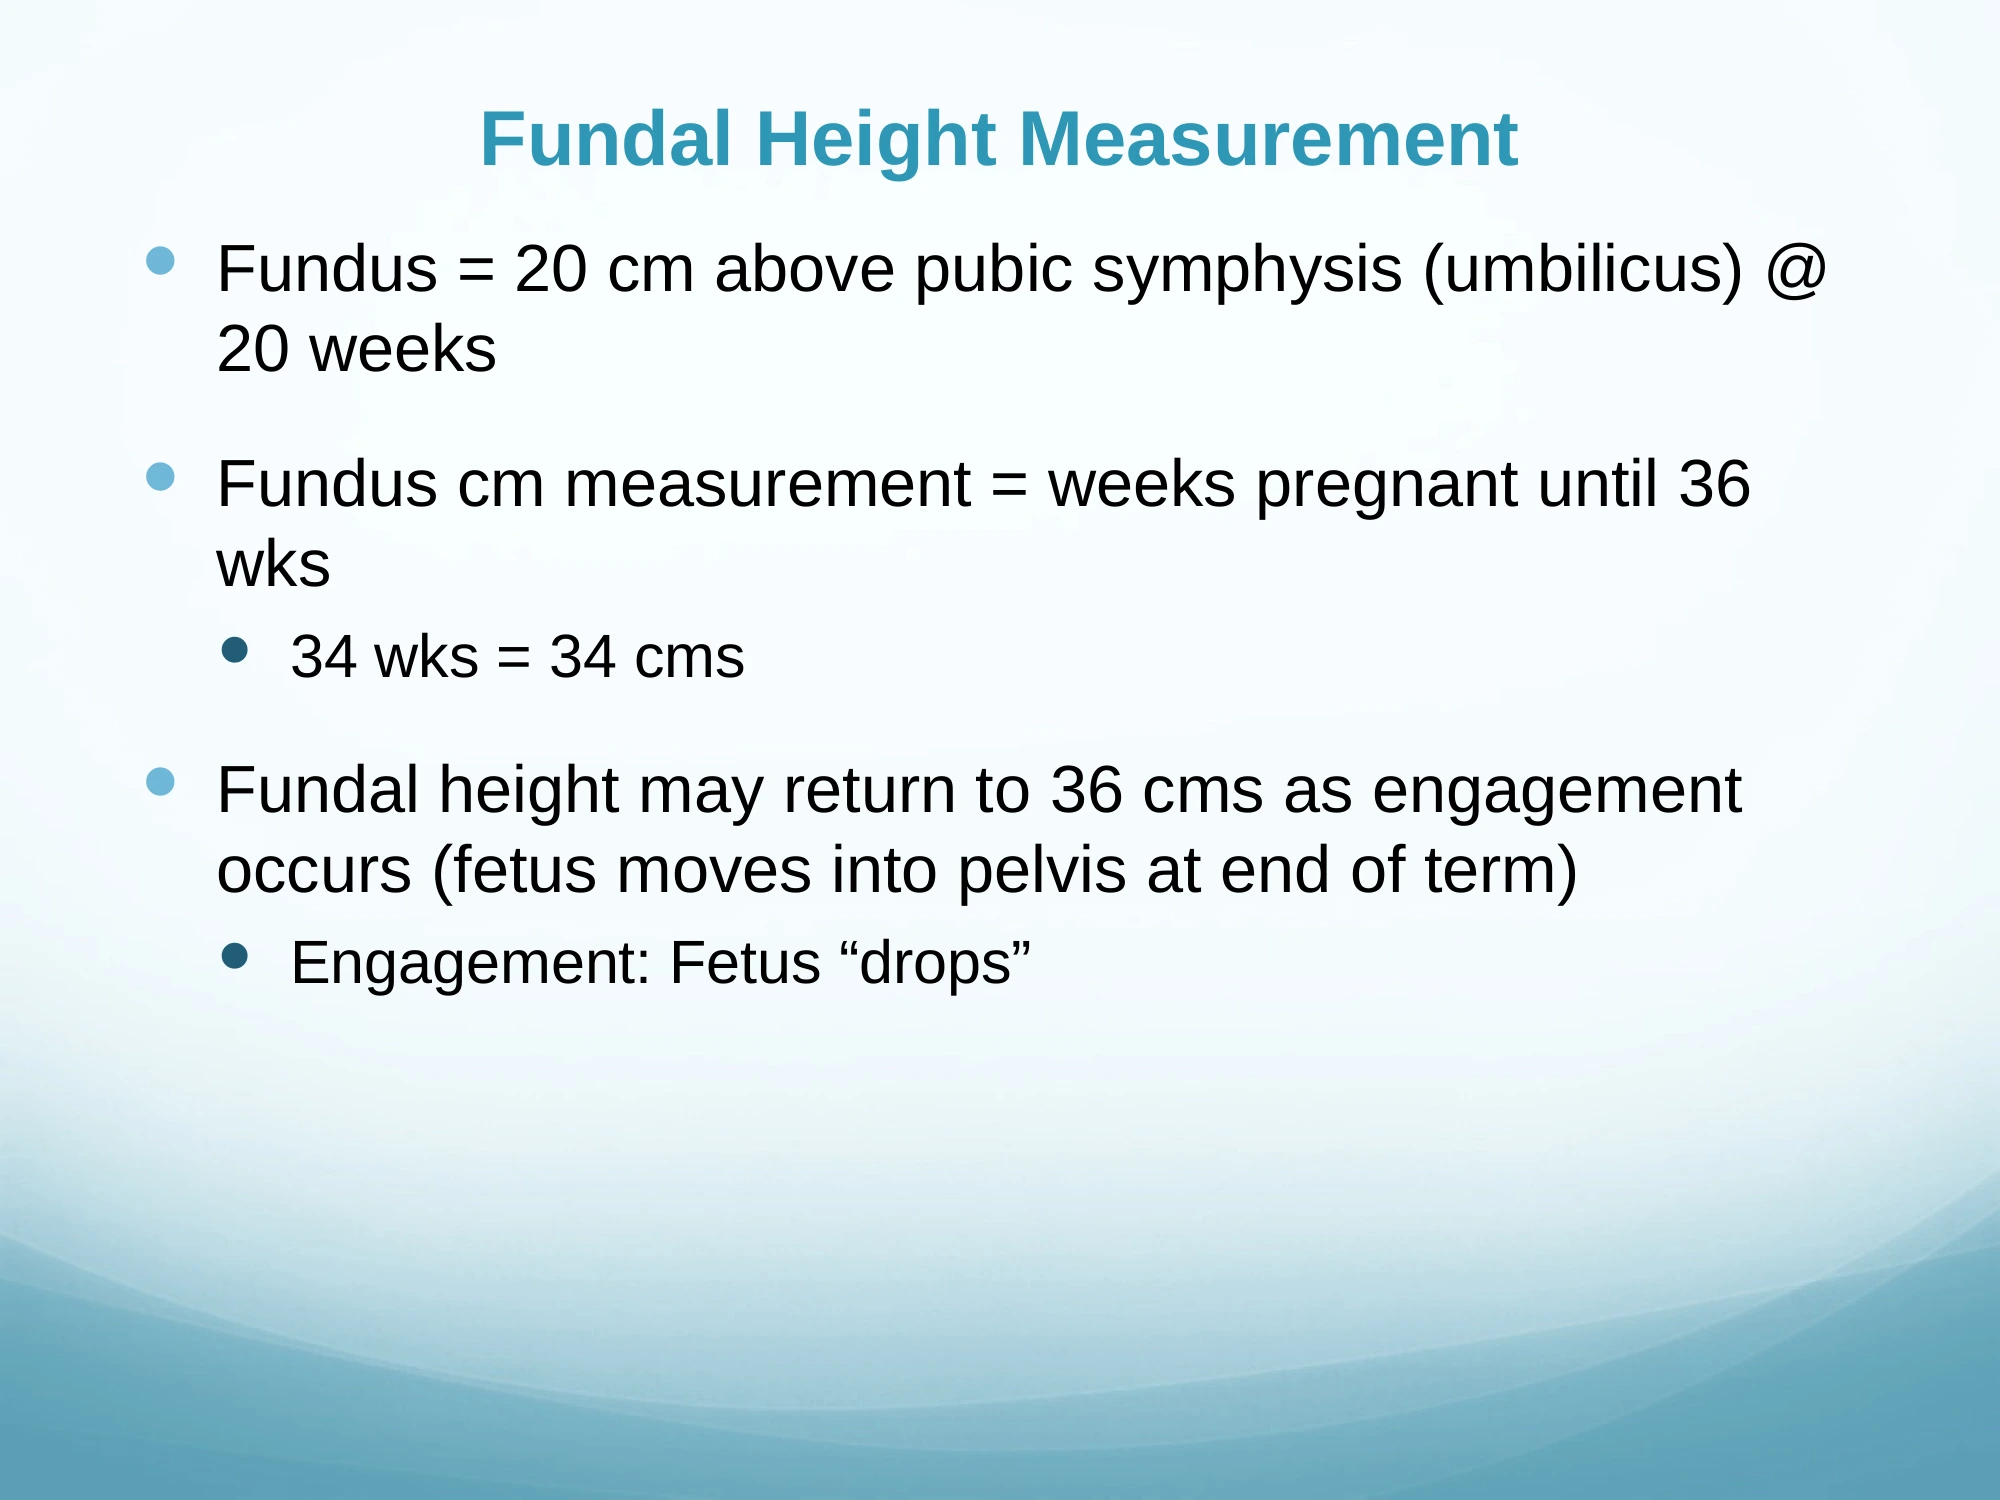 Fundal Height Measurement
Fundus = 20 cm above pubic symphysis (umbilicus) @
20 weeks
Fundus cm measurement = weeks pregnant until 36
wks
34 wks = 34 cms
Fundal height may return to 36 cms as engagement
occurs (fetus moves into pelvis at end of term)
Engagement: Fetus “drops”